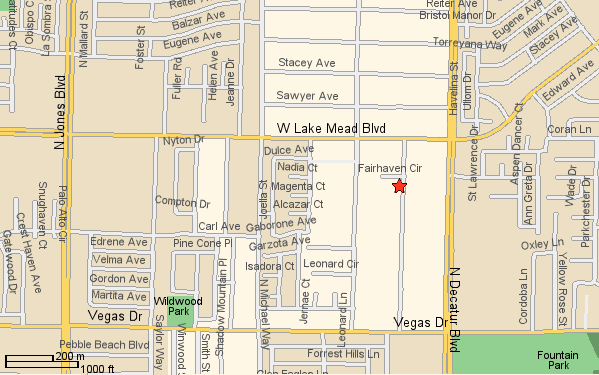 Reiter Ave
Reiter Ave
Bristol Manor Dr
Balzar Ave
Eugene Ave
Torreyana Way
Eugene Ave
Mark Ave
Stacey Ave
Obispo C
La Sombra S
N Mallard St
Foster St
Fuller Rd
Helen Ave
Jeanne Dr
Stacey Ave
Sawyer Ave
Havelina St
Ullom Dr
Edward Ave
N Jones Blvd
W Lake Mead Blvd
Nyton Dr
Dulce Ave
Nadia Ct
Fairhaven Cir
Magenta Ct
Alcazar Ct
Compton Dr
Joella St
St Lawrence Dr
Aspen Dancer Ct
Ann Greta Dr
Coran Ln
Wade Dr
Parkchester Dr
Snughaven Ct
Palo Alto Cir
Crest Haven Ave
Gatewood Dr
Carl Ave
Gaborone Ave
Edrene Ave
Pine Cone Pl
Garzota Ave
Velma Ave
Isadora Ct
Leonard Cir
Oxley Ln
Gordon Ave
Martita Ave
Wildwood
Park
Shadow Mountain Pl
N Michael Way
Jernae Ct
Leonard Ln
N Decatur Blvd
Cordoba Ln
Yellow Rose St
Vegas Dr
Vegas Dr
Pebble Beach Blvd
Saylor Way
Winwood S
Smith St
Forrest Hills Ln
Fountain
Park
200 m
1000 ft